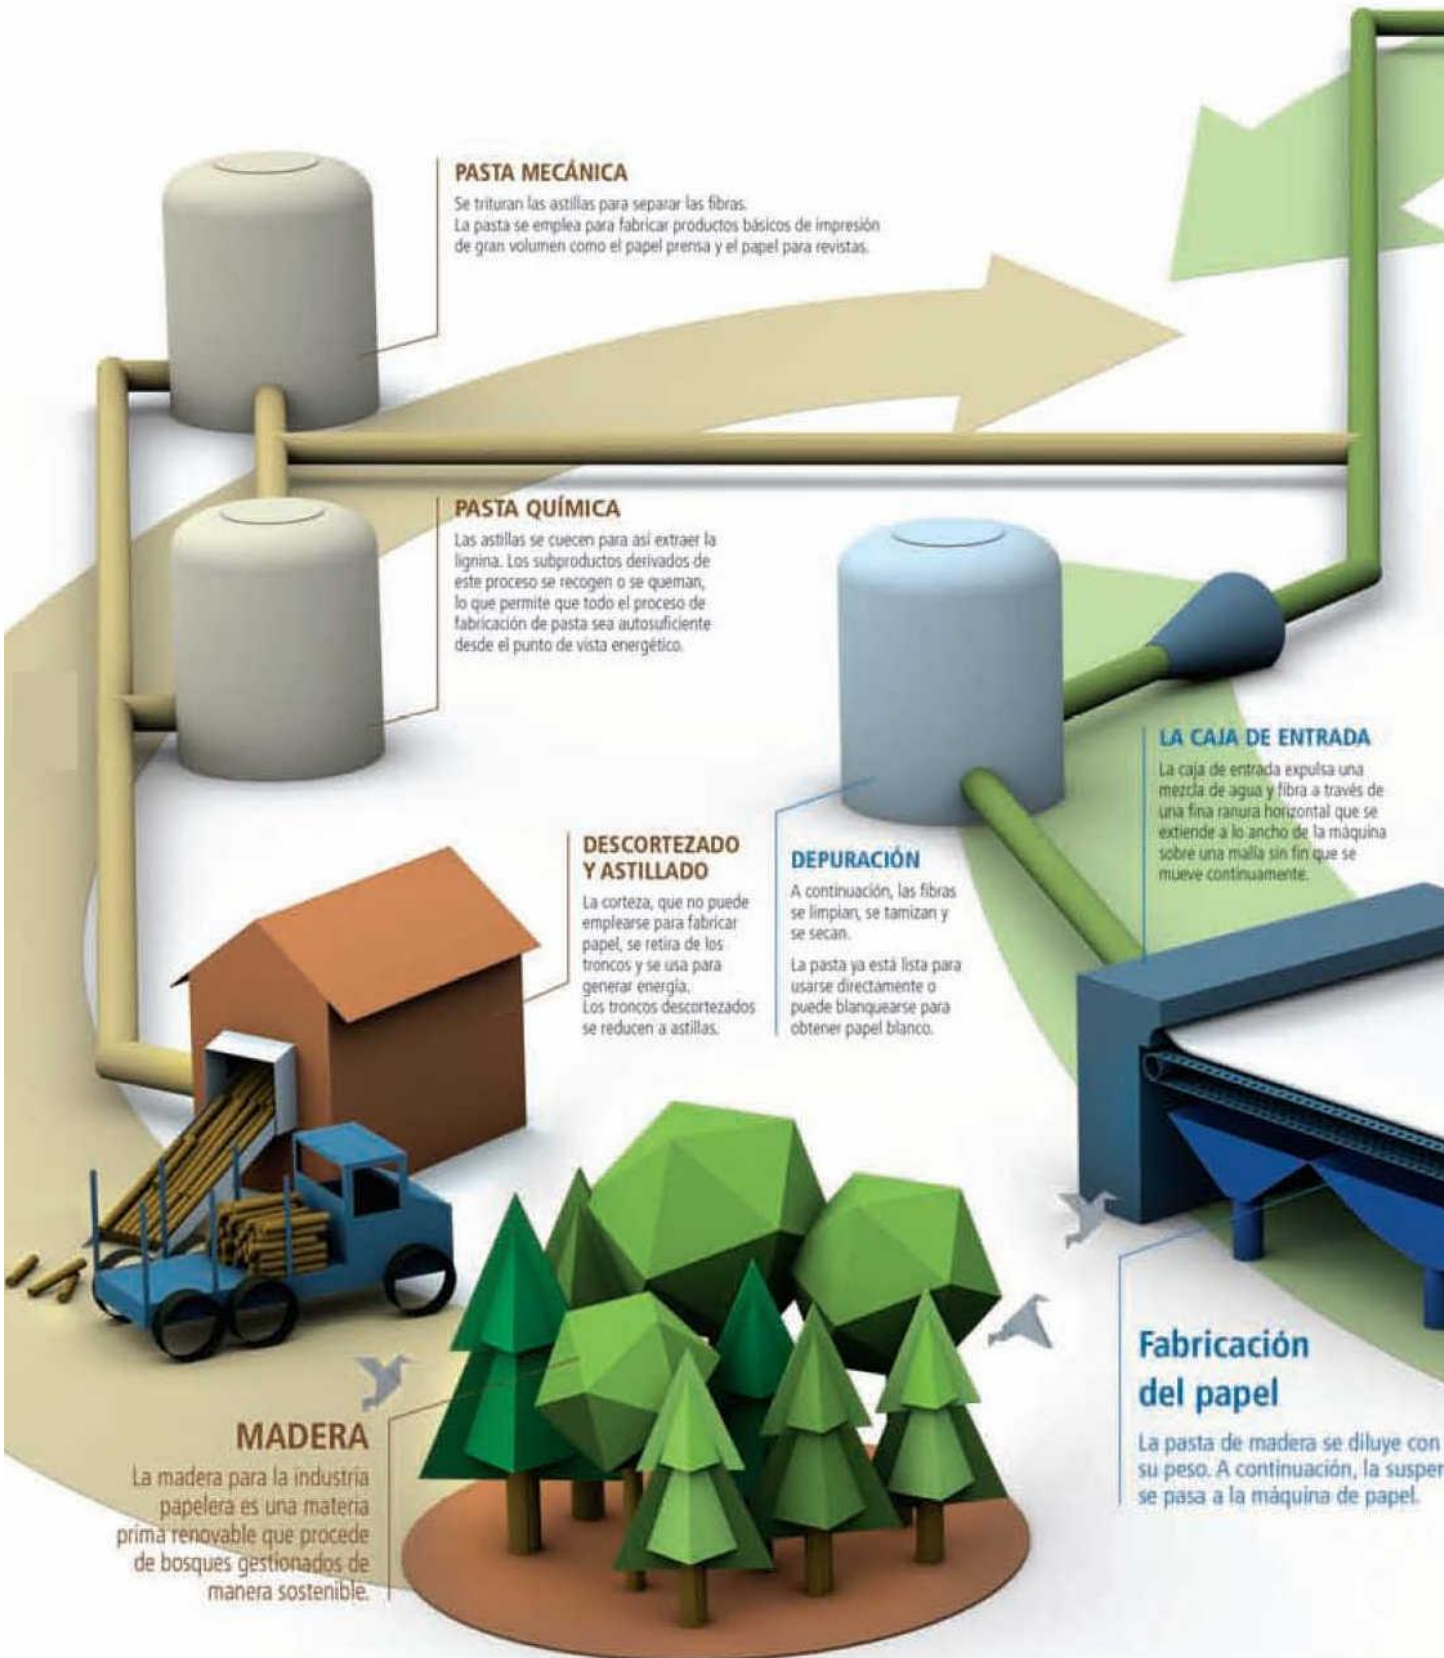 PASTA MECÁNICA
Se trituran las astillas para separar las fibras.
La pasta se emplea para fabricar productos básicos de impresión
de gran volumen como el papel prensa y el papel para revistas.
PASTA QUÍMICA
Las astillas se cuecen para así extraer la
lignina. Los subproductos derivados de
este proceso se recogen o se queman,
lo que permite que todo el proceso de
fabricación de pasta sea autosuficiente
desde el punto de vista energético.
LA CAJA DE ENTRADA
La caja de entrada expulsa una
mezcla de agua y fibra a través de
una fina ranura horizontal que se
extiende a lo ancho de la máquina
sobre una malla sin fin que se
mueve continuamente.
DESCORTEZADO
Y ASTILLADO
La corteza, que no puede
emplearse para fabricar
papel, se retira de los
troncos y se usa para
generar energía.
Los troncos descortezados
se reducen a astillas.
DEPURACIÓN
A continuación, las fibras
se limpian, se tamizan y
se secan.
La pasta ya está lista para
usarse directamente o
puede blanquearse para
obtener papel blanco.
Fabricación
del papel
La pasta de madera se diluye con
su peso. A continuación, la suspen
se pasa a la máquina de papel.
MADERA
La madera para la industria
papelera es una materia
prima renovable que procede
de bosques gestionados de
manera sostenible.